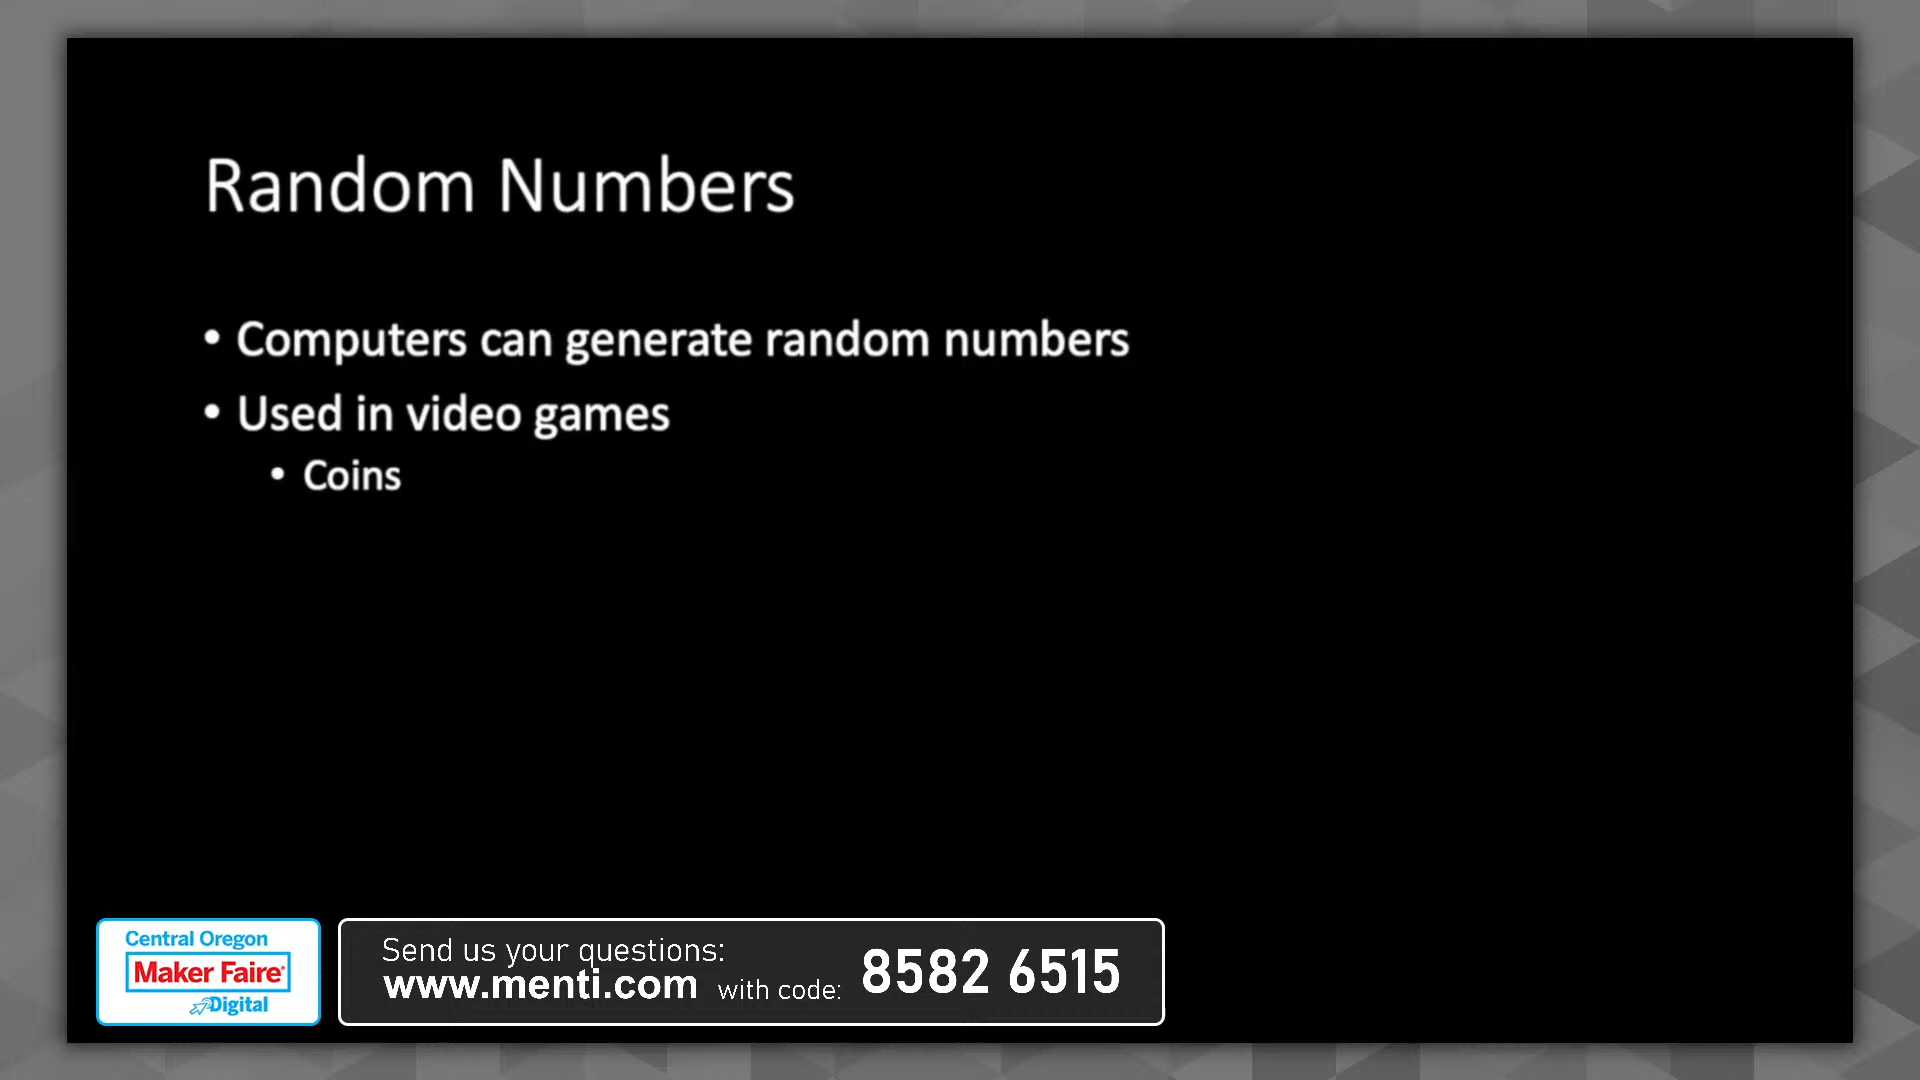 Random Numbers
• Computers can generate random numbers
• Used in video games
• Coins
Central Oregon
Maker Faire®
Digital
Send us your questions:
www.menti.com with code: 8582 6515